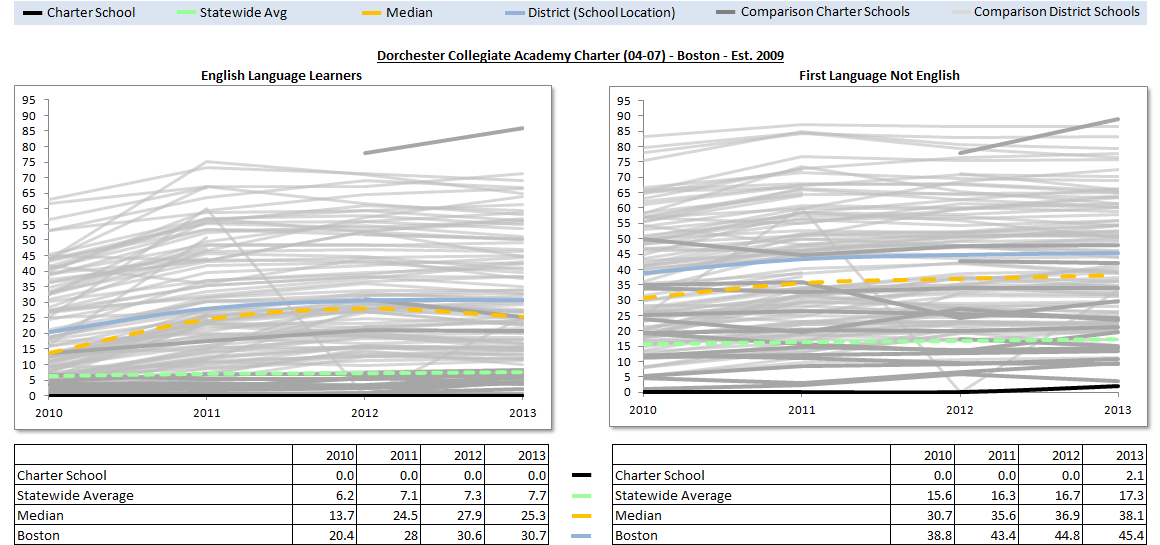 Charter School Statewide Avg Median District (School Location) Comparison Charter Schools Comparison District Schools
Dorchester Collegiate Academy Charter (04-07) - Boston - Est. 2009
English Language Learners
95
90
85
80
75
70
65
60
55
50
45
40
35
30
25
20
15
10
5
0
2010 2011 2012 2013
First Language Not English
95
90
85
80
75
70
65
60
55
50
45
40
35
30
25
20
15
10
5
0
2010 2011 2012 2013
2010 2011 2012 2013
Charter School 0.0 0.0 0.0 0.0
Statewide Average 6.2 7.1 7.3 7.7
Median 13.7 24.5 27.9 25.3
Boston 20.4 28 30.6 30.7
2010 2011 2012 2013
Charter School 0.0 0.0 0.0 2.1
Statewide Average 15.6 16.3 16.7 17.3
Median 30.7 35.6 36.9 38.1
Boston 38.8 43.4 44.8 45.4